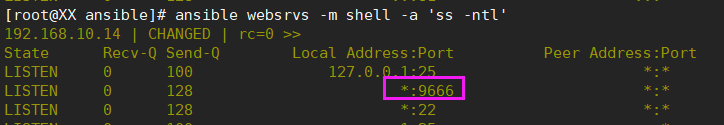 [root@XX ansible]# ansible websrvs -m shell -a 'ss -ntl'
192.168.10.14 | CHANGED | rc=0 >>
State Recv-Q Send-Q Local Address:Port Peer Address:Port
LISTEN 0 100 127.0.0.1:25 *:*
LISTEN 0 128 *:9666 *:*
LISTEN 0 128 *:22 *:*